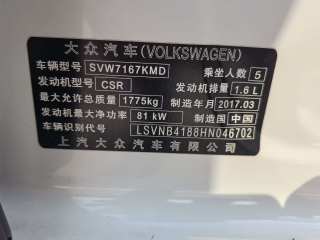 大众汽车(VOLKSWAGEN)
车辆型号 SVW7167KMD 乘坐人数 5
发动机型号 CSR 发动机排量 1.6 L
最大允许总质量 1775kg 制造年月 2017.03
发动机最大净功率 81 kW 制造国 中国
车辆识别代号 LSVNB4188HN046702
上汽大众汽车有限公司